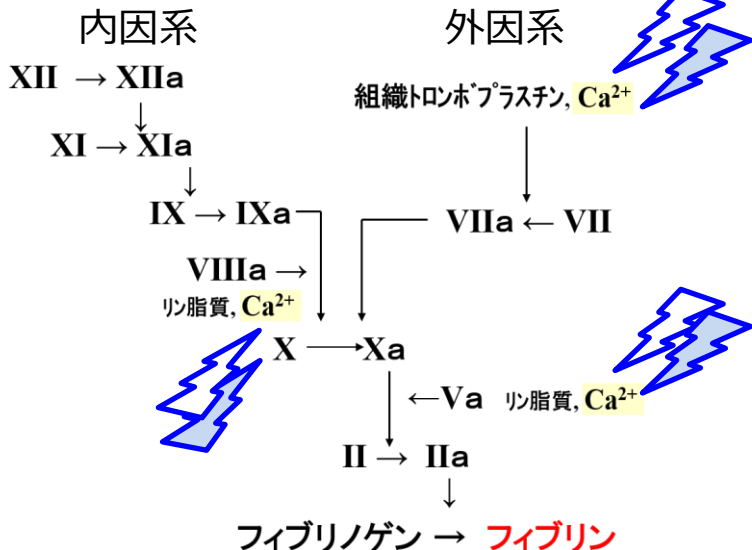 内因系
外因系
XII → XIIa
組織トロンボプラスチン, Ca²⁺
↓
XI → XIa
↓
IX → IXa
VIIa ← VII
VIIIa →
リン脂質, Ca²⁺
X → Xa
←Va リン脂質, Ca²⁺
II → IIa
↓
フィブリノゲン → フィブリン